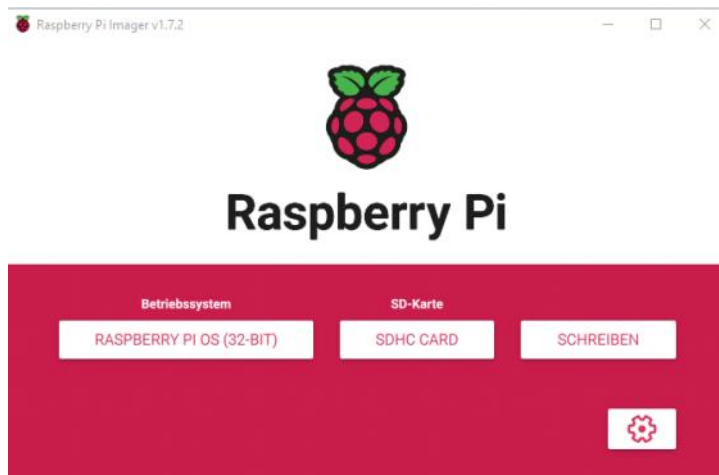 Raspberry Pi Imager v1.7.2
Raspberry Pi
Betriebssystem
SD-Karte
RASPBERRY PI OS (32-BIT)
SDHC CARD
SCHREIBEN